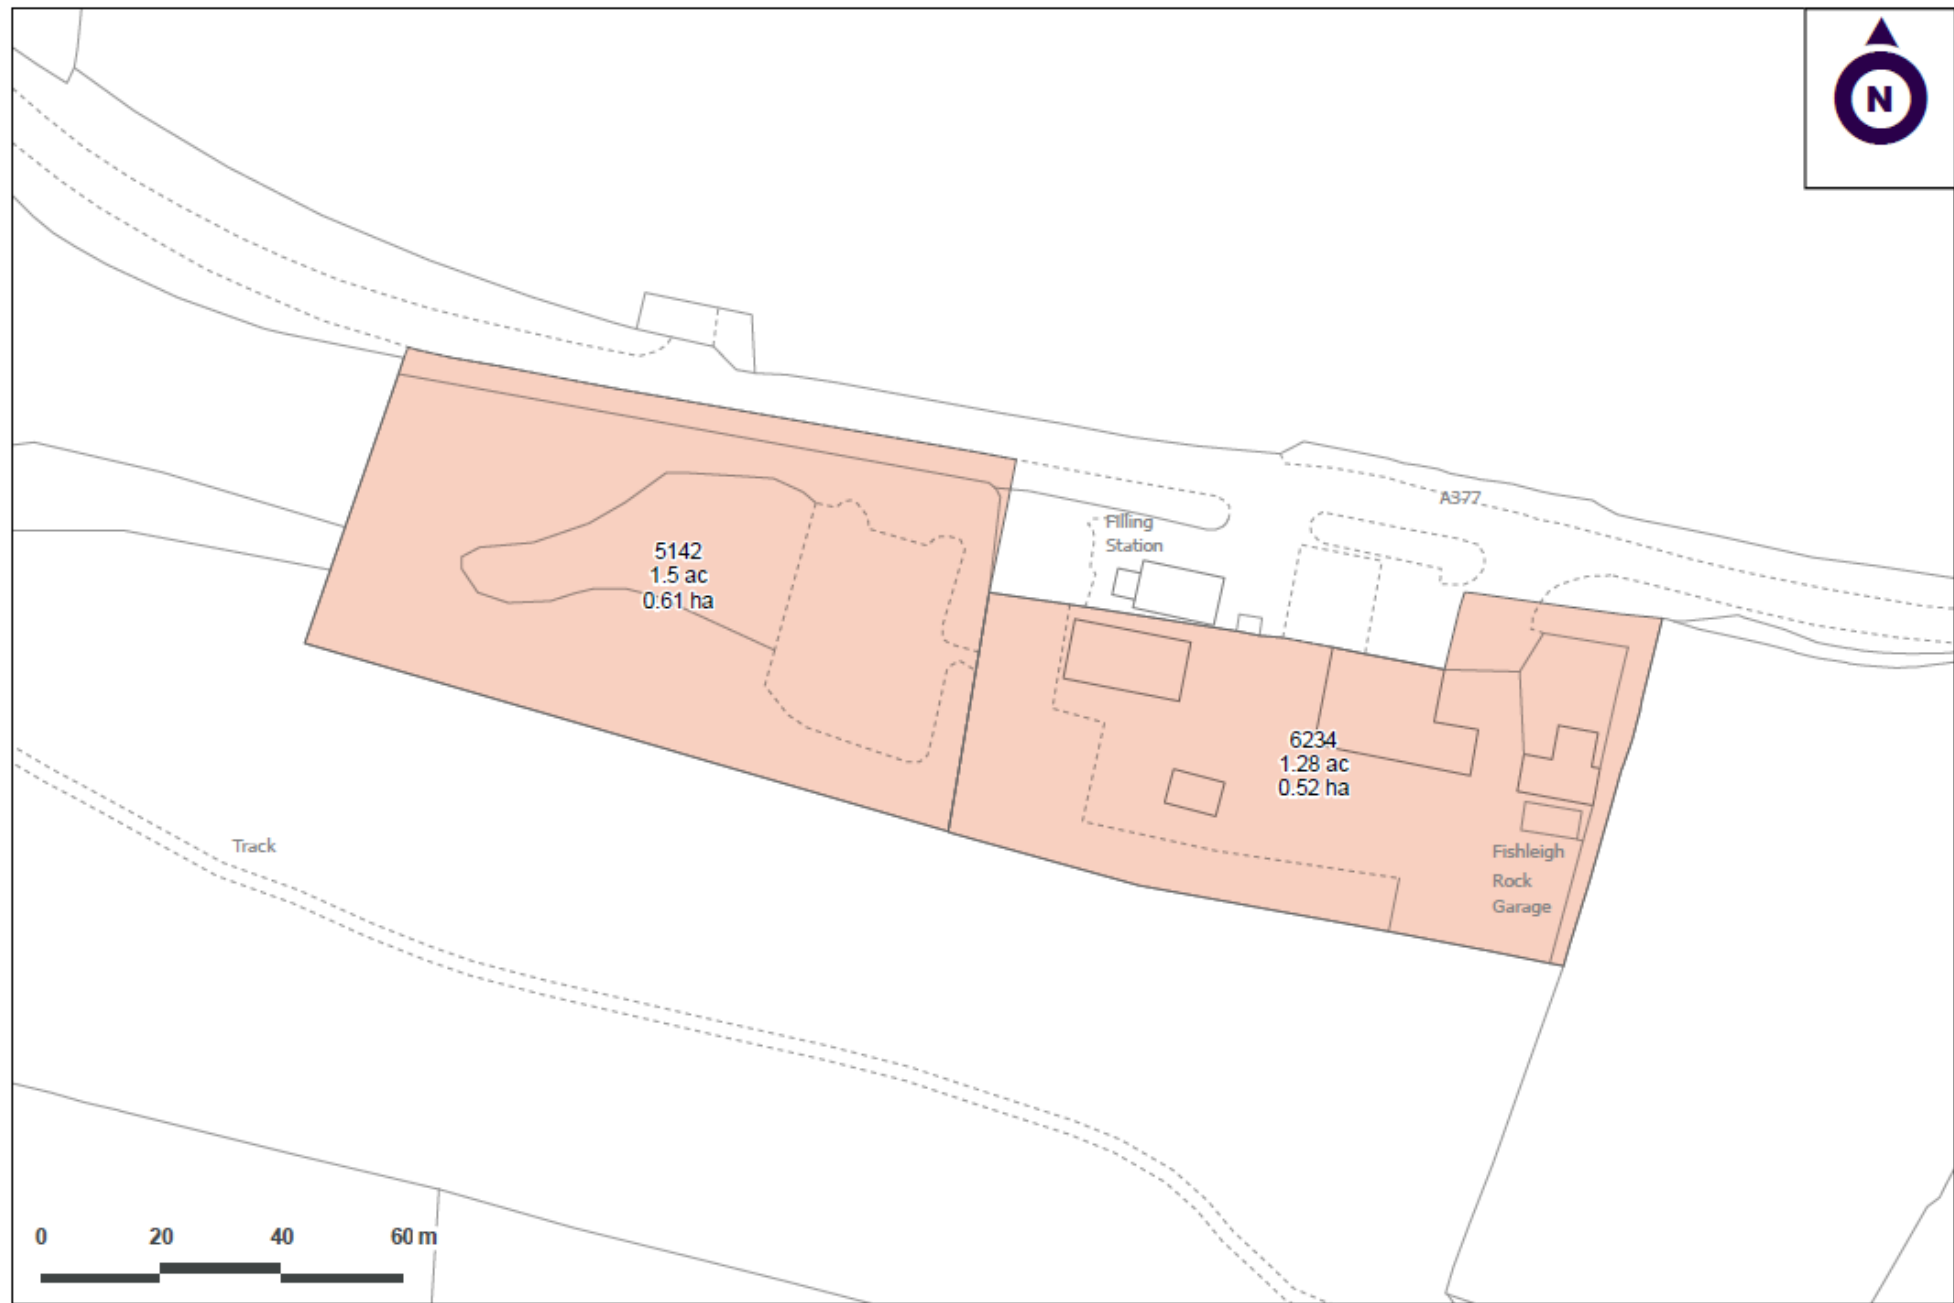 N
A377
Filling
Station
5142
1.5 ac
0.61 ha
6234
1.28 ac
0.52 ha
Track
Fishleigh
Rock
Garage
0 20 40 60 m